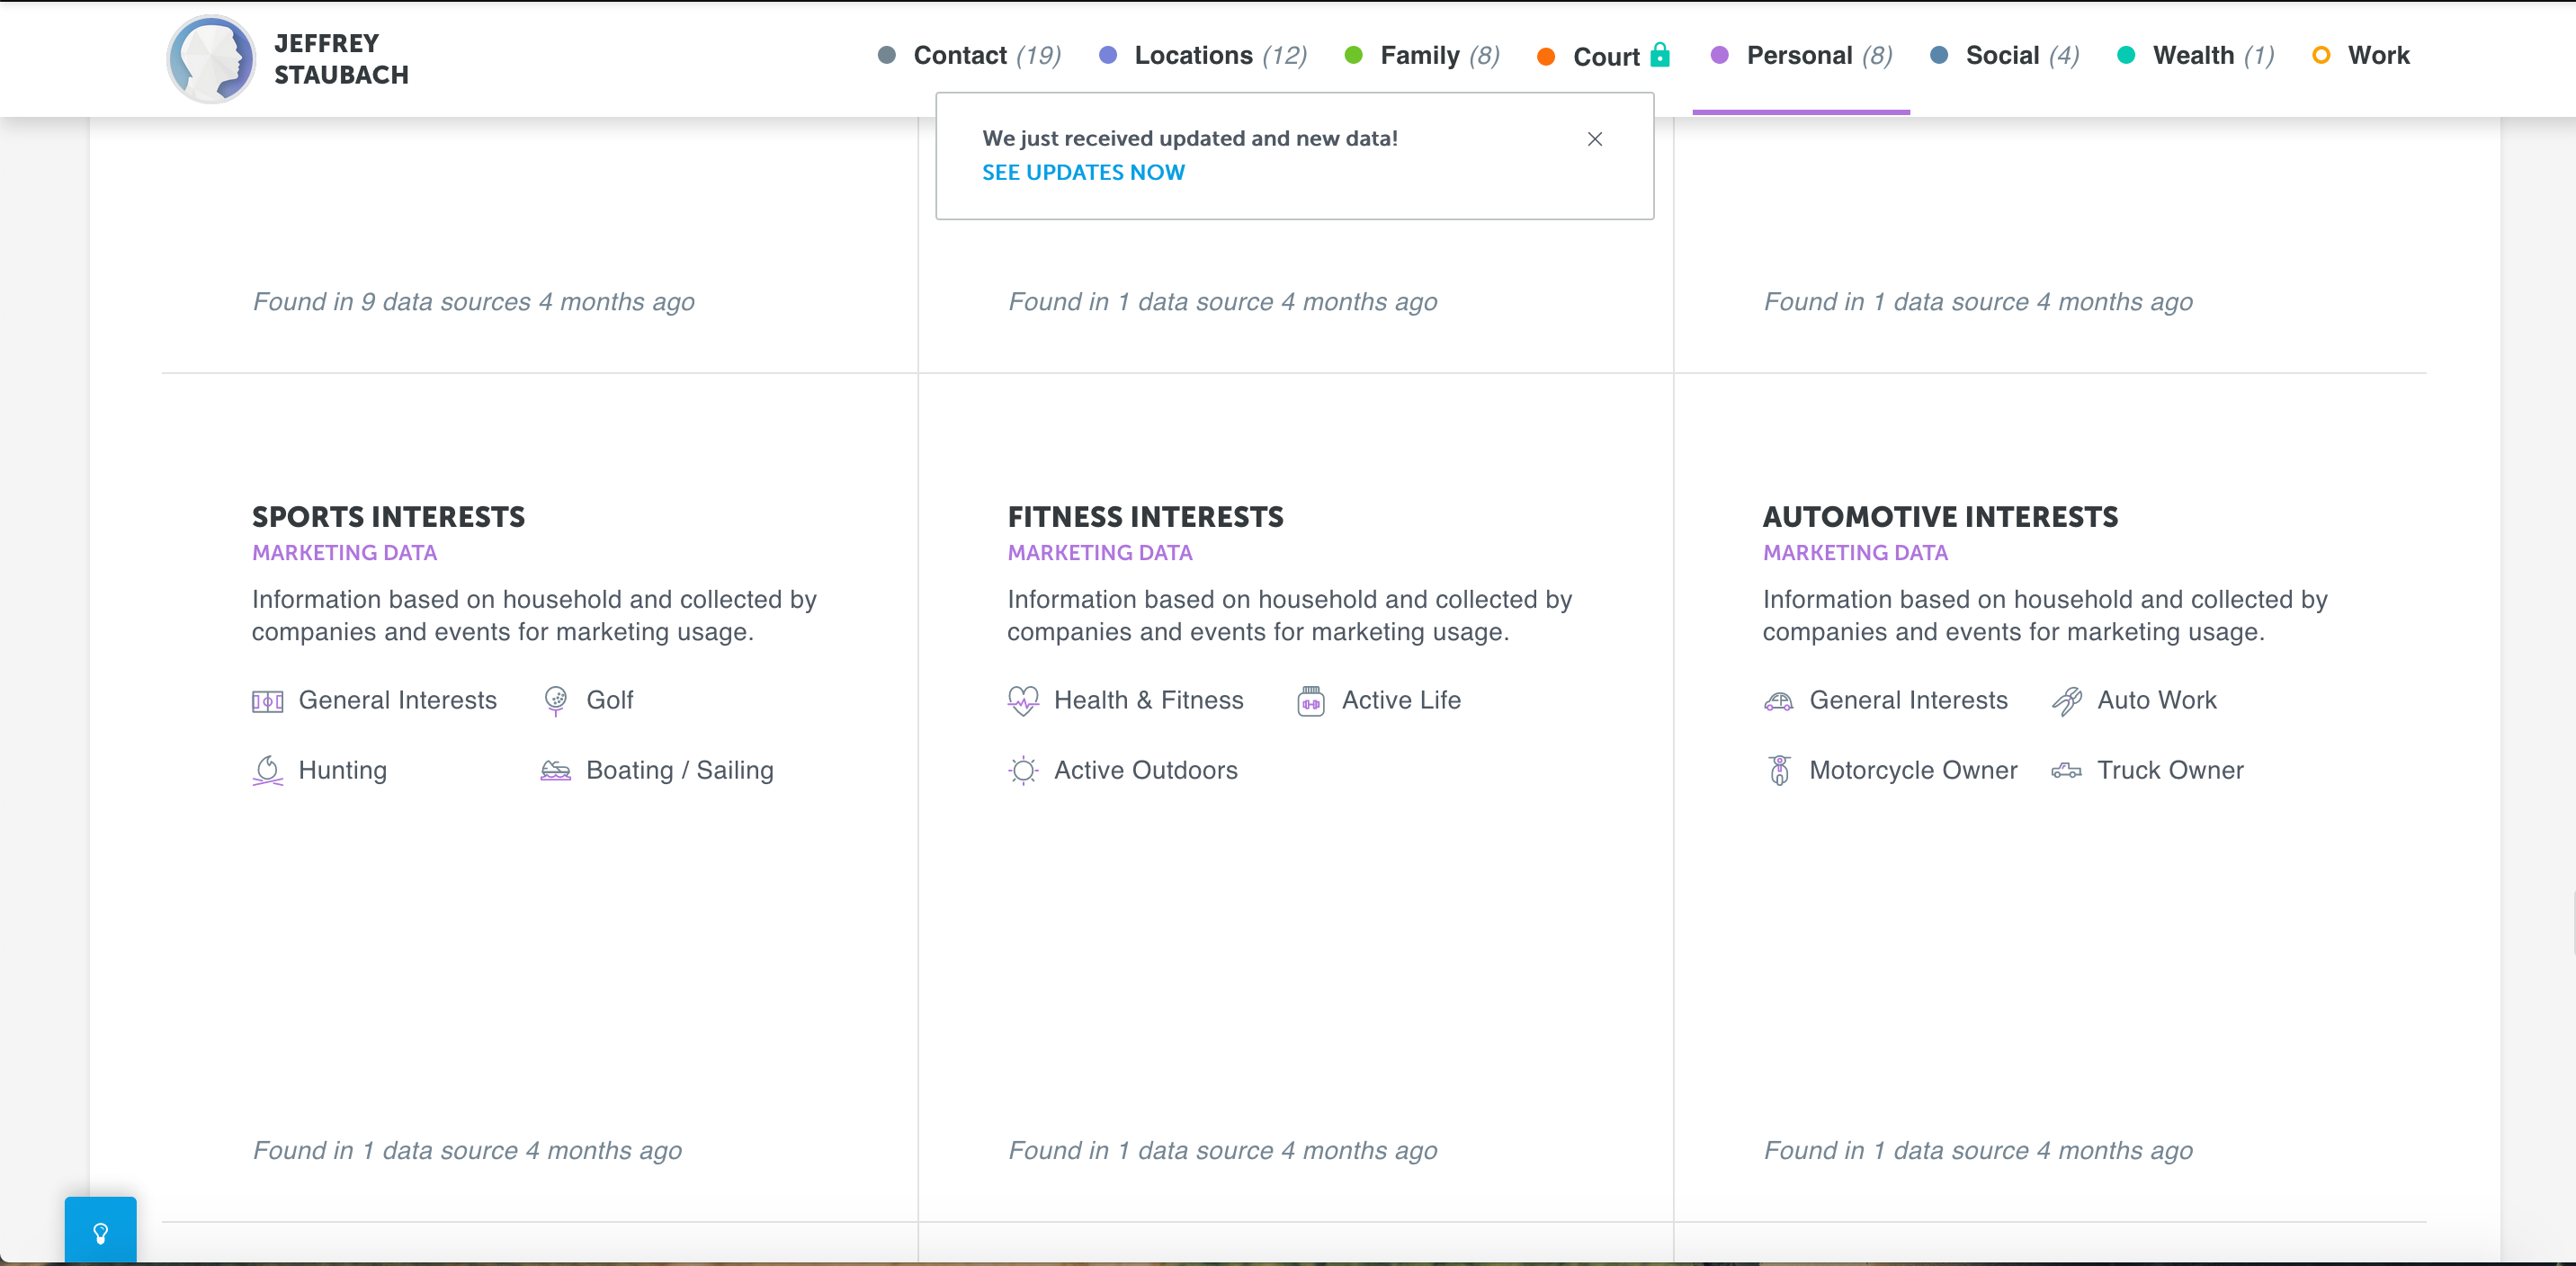 JEFFREY
STAUBACH
Contact (19) Locations (12) Family (8) Court Personal (8) Social (4) Wealth (1) Work
We just received updated and new data!
SEE UPDATES NOW
Found in 9 data sources 4 months ago
Found in 1 data source 4 months ago
Found in 1 data source 4 months ago
SPORTS INTERESTS
MARKETING DATA
Information based on household and collected by
companies and events for marketing usage.
General Interests Golf
Hunting Boating / Sailing
Found in 1 data source 4 months ago
FITNESS INTERESTS
MARKETING DATA
Information based on household and collected by
companies and events for marketing usage.
Health & Fitness Active Life
Active Outdoors
Found in 1 data source 4 months ago
AUTOMOTIVE INTERESTS
MARKETING DATA
Information based on household and collected by
companies and events for marketing usage.
General Interests Auto Work
Motorcycle Owner Truck Owner
Found in 1 data source 4 months ago